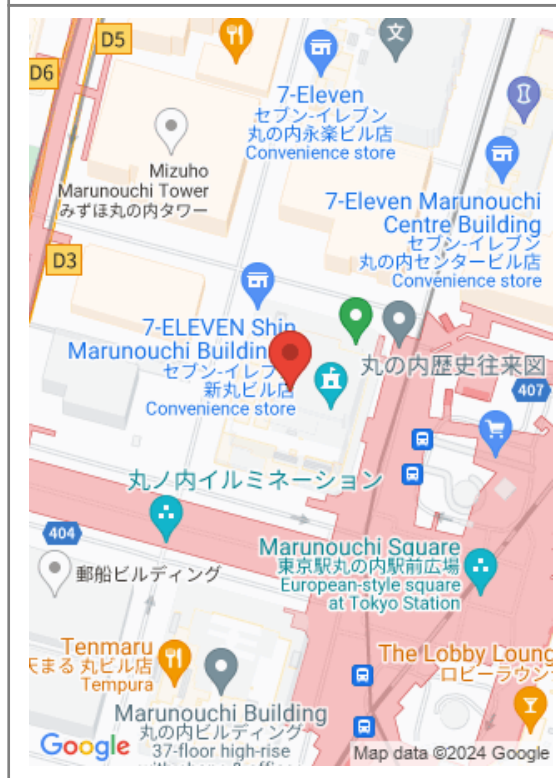 D5
D6
7-Eleven
セブン-イレブン
丸の内永楽ビル店
Convenience store
文
Mizuho
Marunouchi Tower
みずほ丸の内タワー
7-Eleven Marunouchi
Centre Building
セブン-イレブン
丸の内センタービル店
Convenience store
D3
7-ELEVEN Shin
Marunouchi Building
セブン-イレブ
新丸ビル店
Convenience store
丸の内歴史往来図
407
丸ノ内イルミネーション
404
郵船ビルディング
Marunouchi Square
東京駅丸の内駅前広場
European-style square
at Tokyo Station
Tenmaru
天まる 丸ビル店
Tempura
The Lobby Loung
ロビーラウン
Marunouchi Building
丸の内ビルディング
37-floor high-rise
Google
Map data ©2024 Google